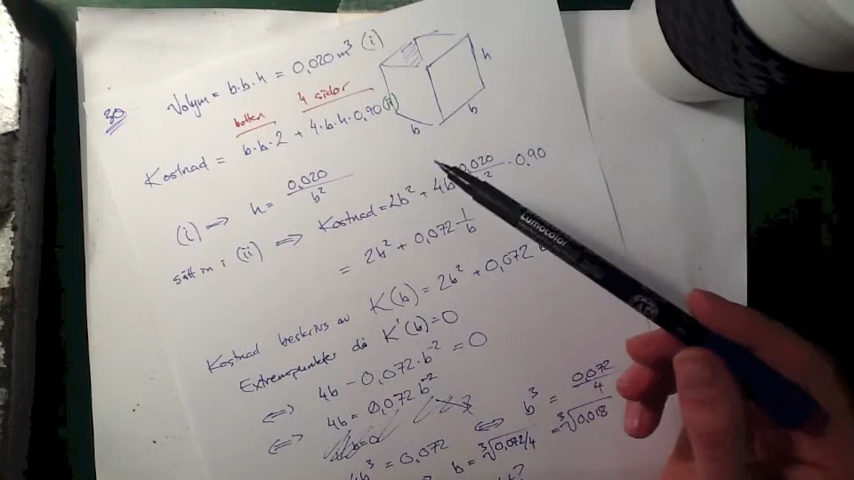 30
Volym = b·b·h = 0,020 m³ (i)
botten 4 sidor
Kostnad = b·b·2 + 4·b·h·0,90 (ii)
h
b
b
(i) ⇒ h = 0,020 / b²
sätt in i (ii) ⇒ Kostnad = 2b² + 4b 0,020 / b² · 0,90
= 2b² + 0,072 1/b
Kostnad beskrivs av K(b) = 2b² + 0,072
Extrempunkter då K'(b) = 0
⇔ 4b - 0,072·b⁻² = 0
⇔ 4b = 0,072 b⁻²
b=0
4b³ = 0,072 ⇔ b³ = 0,072 / 4
b = ∛0,072/4 = ∛0,018
Lumocolor